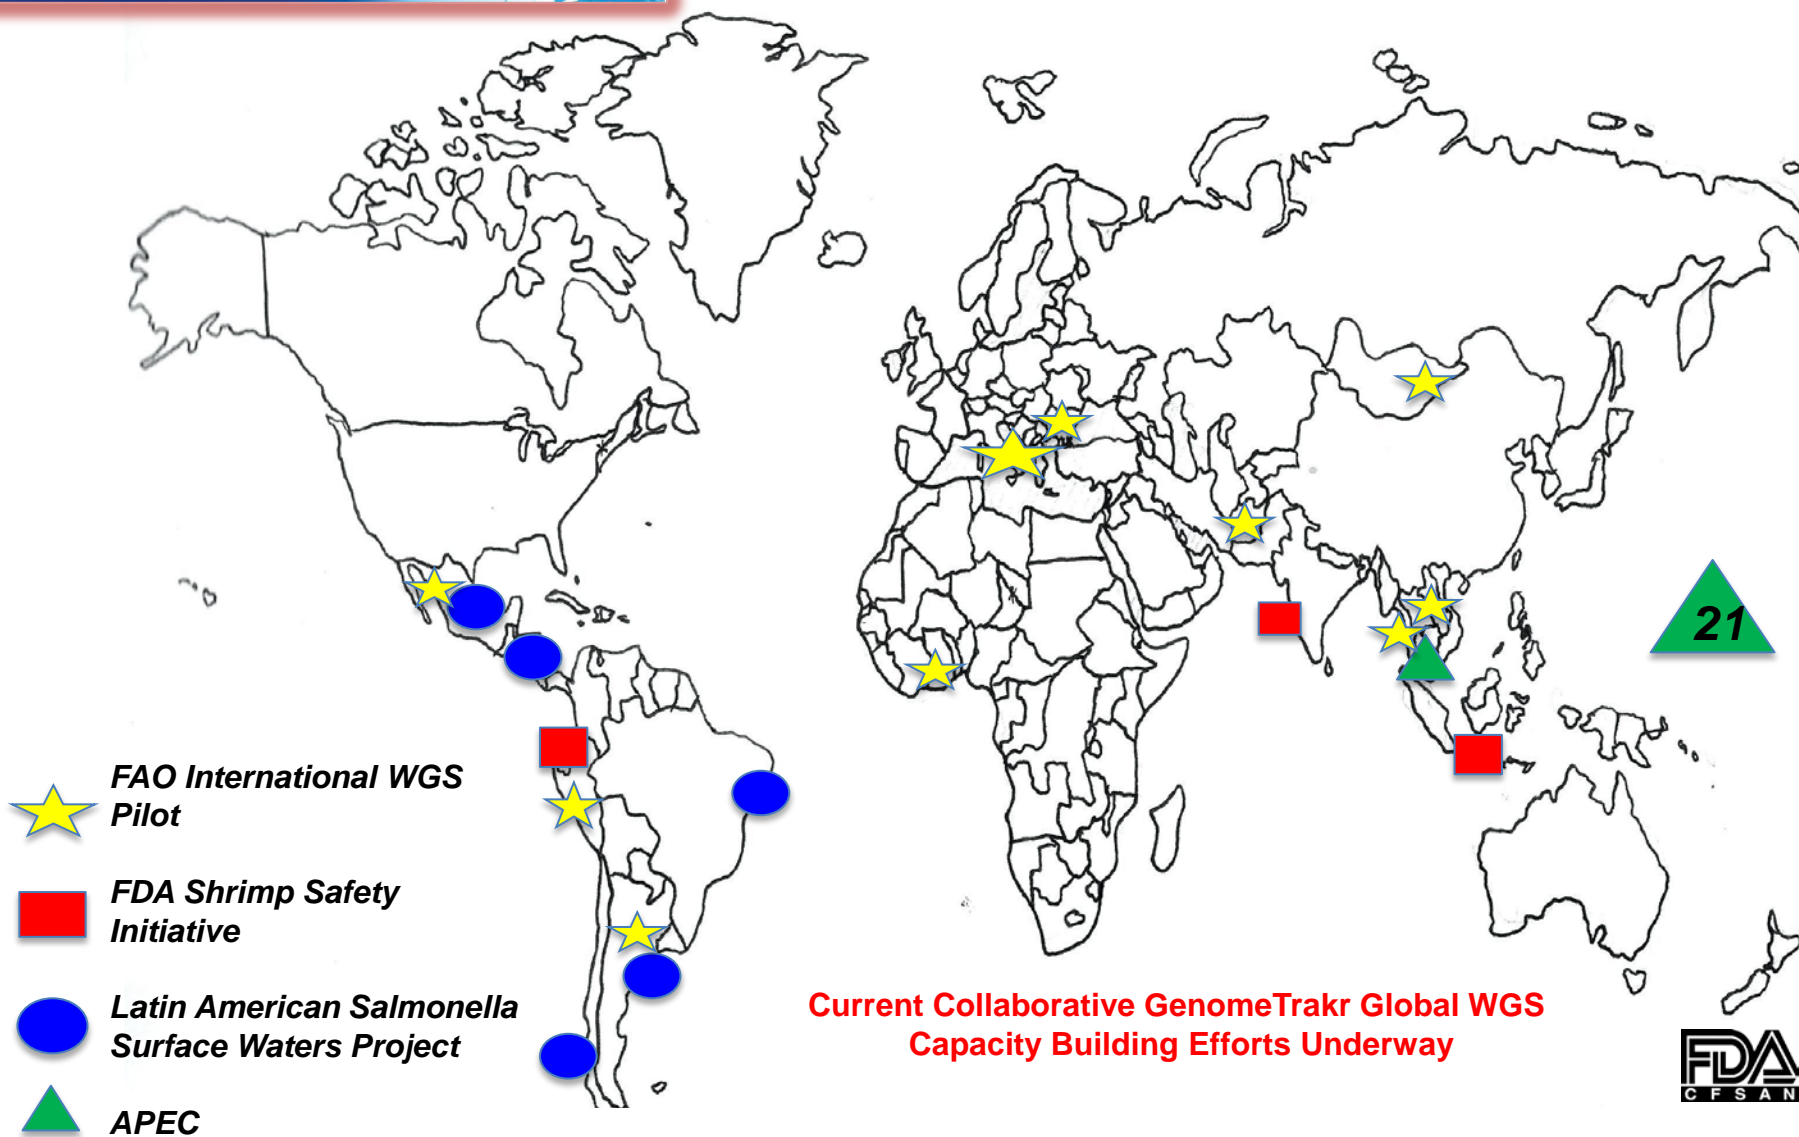 21
FAO International WGS
Pilot
FDA Shrimp Safety
Initiative
Latin American Salmonella
Surface Waters Project
APEC
Current Collaborative GenomeTrakr Global WGS
Capacity Building Efforts Underway
FDA
CFSAN